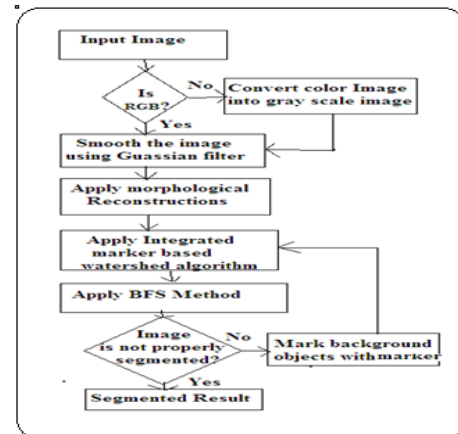 Input Image
Is
RGB?
No
Convert color Image
into gray scale image
Yes
Smooth the image
using Guassian filter
Apply morphological
Reconstructions
Apply Integrated
marker based
watershed algorithm
Apply BFS Method
Image
is not properly
segmented?
No
Mark background
objects with marker
Yes
Segmented Result